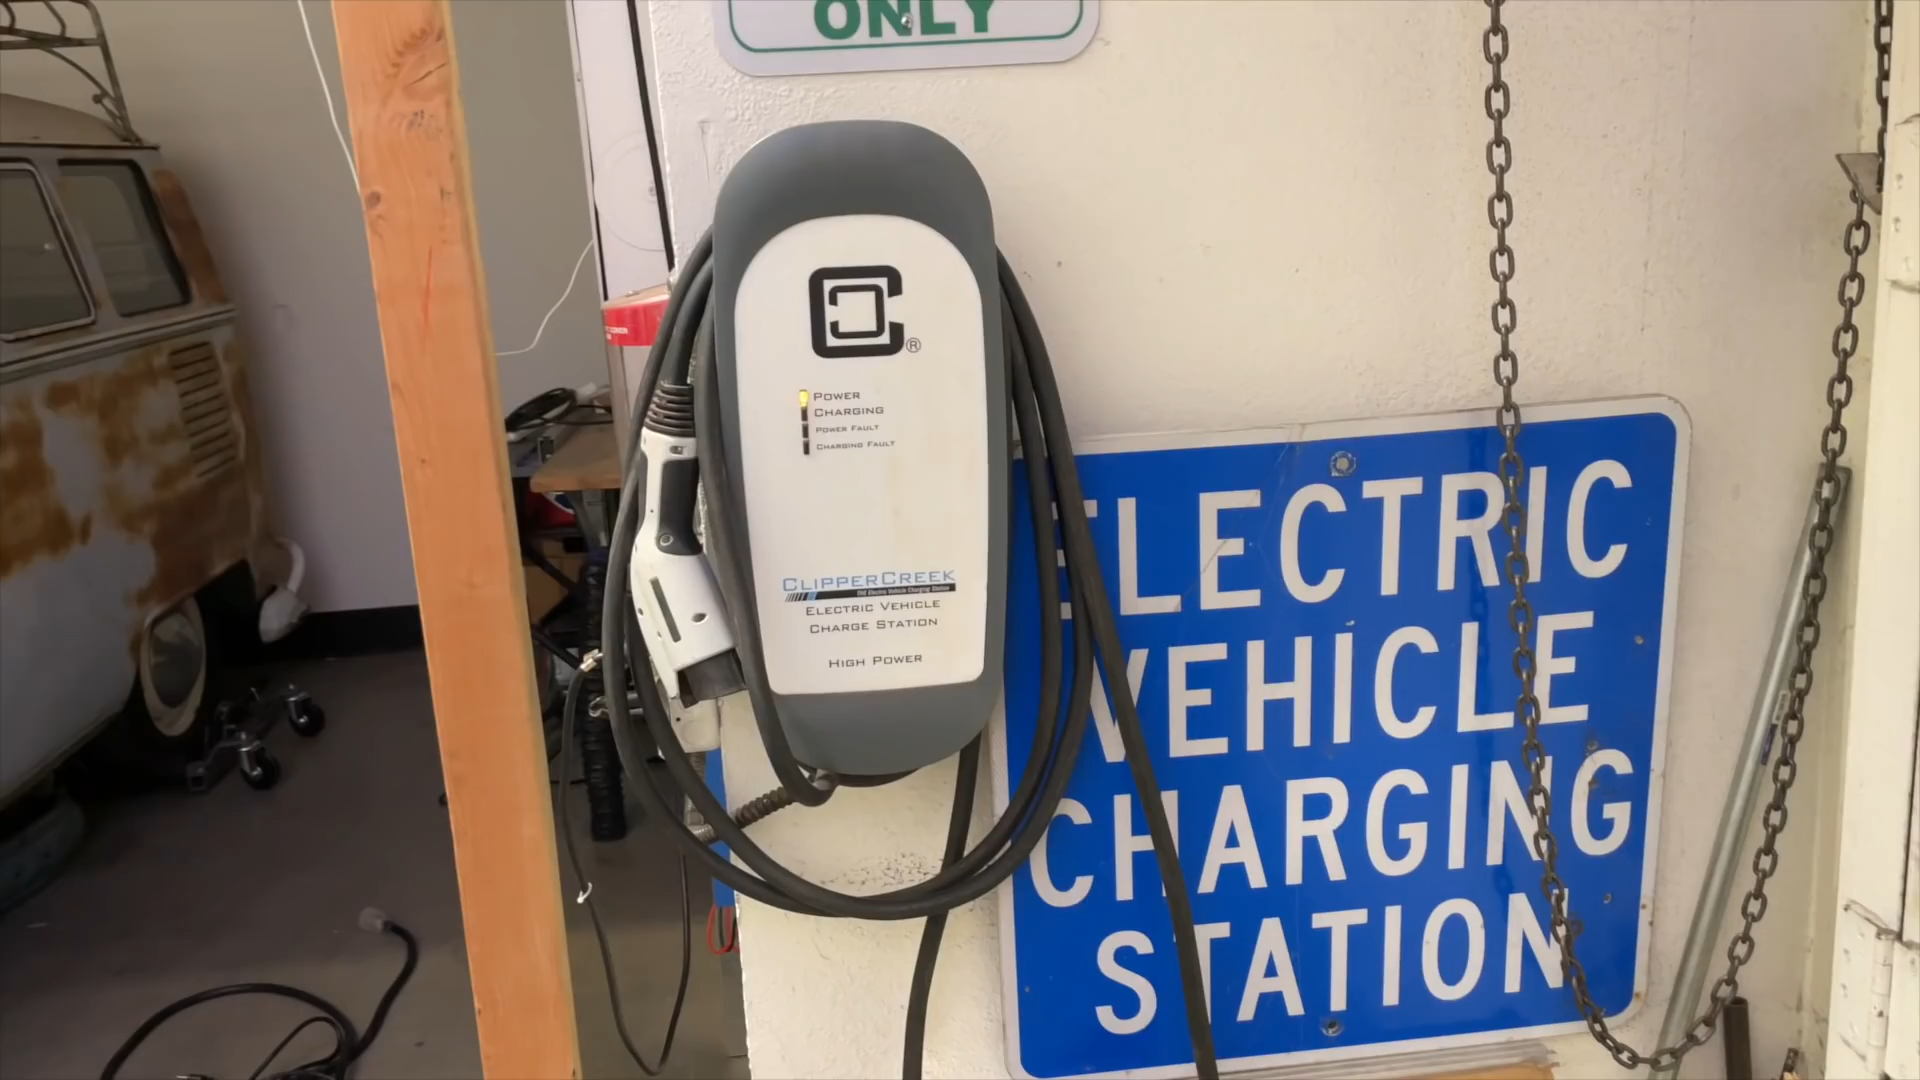 ONLY
®
POWER
CHARGING
POWER FAULT
CHARGING FAULT
CLIPPERCREEK
ELECTRIC VEHICLE
CHARGE STATION
HIGH POWER
ELECTRIC
VEHICLE
CHARGING
STATION